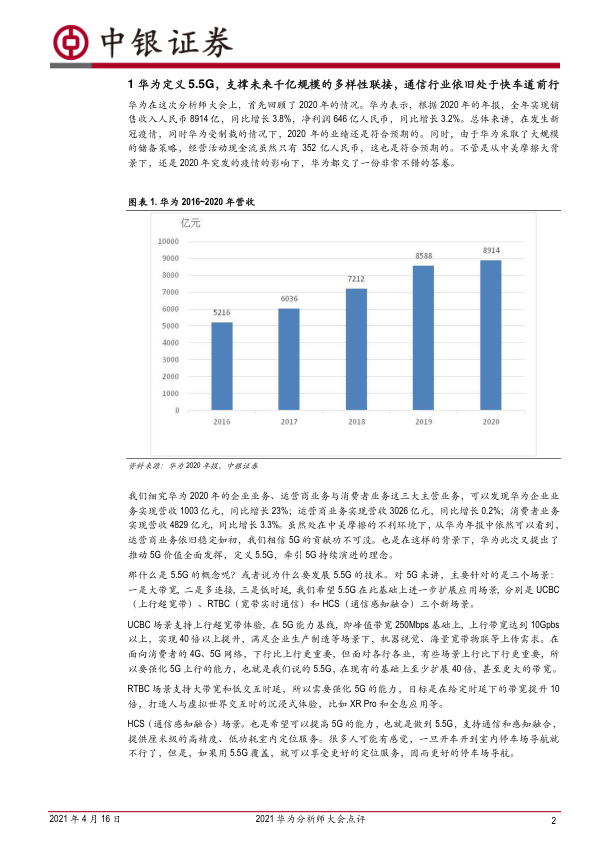 中银证券
1 华为定义 5.5G，支撑未来千亿规模的多样性联接，通信行业依旧处于快车道前行
华为在这次分析师大会上，首先回顾了 2020 年的情况。华为表示，根据 2020 年的年报，全年实现销
售收入人民币 8914 亿，同比增长 3.8%，净利润 646 亿人民币，同比增长 3.2%。总体来讲，在发生新
冠疫情，同时华为受制裁的情况下，2020 年的业绩还是符合预期的。同时，由于华为采取了大规模
的储备策略，经营活动现金流虽然只有 352 亿人民币，这也是符合预期的。不管是从中美摩擦大背
景下，还是 2020 年突发的疫情的影响下，华为都交了一份非常不错的答卷。
图表 1. 华为 2016~2020 年营收
亿元
10000
9000
8000
7000
6000
5000
4000
3000
2000
1000
0
5216
6036
7212
8588
8914
2016
2017
2018
2019
2020
资料来源：华为 2020 年报，中银证券
我们细究华为 2020 年的企业业务、运营商业务与消费者业务这三大主营业务，可以发现华为企业业
务实现营收 1003 亿元，同比增长 23%；运营商业务实现营收 3026 亿元，同比增长 0.2%；消费者业务
实现营收 4829 亿元，同比增长 3.3%。虽然处在中美摩擦的不利环境下，从华为年报中依然可以看到，
运营商业务依旧稳定如初，我们相信 5G 的贡献功不可没。也是在这样的背景下，华为此次又提出了
推动 5G 价值全面发挥，定义 5.5G，牵引 5G 持续演进的理念。
那什么是 5.5G 的概念呢？或者说为什么要发展 5.5G 的技术。对 5G 来讲，主要针对的是三个场景：
一是大带宽, 二是多连接, 三是低时延, 我们希望 5.5G 在此基础上进一步扩展应用场景, 分别是 UCBC
（上行超宽带）、RTBC（宽带实时通信）和 HCS（通信感知融合）三个新场景。
UCBC 场景支持上行超宽带体验，在 5G 能力基线，即峰值带宽 250Mbps 基础上，上行带宽达到 10Gpbs
以上，实现 40 倍以上提升，满足企业生产制造等场景下，机器视觉、海量宽带物联等上传需求。在
面向消费者的 4G、5G 网络，下行比上行更重要，但面对各行各业，有些场景上行比下行更重要，所
以要强化 5G 上行的能力，也就是我们说的 5.5G，在现有的基础上至少扩展 40 倍，甚至更大的带宽。
RTBC 场景支持大带宽和低交互时延，所以需要强化 5G 的能力，目标是在给定时延下的带宽提升 10
倍，打造人与虚拟世界交互时的沉浸式体验，比如 XR Pro 和全息应用等。
HCS（通信感知融合）场景。也是希望可以提高 5G 的能力，也就是做到 5.5G，支持通信和感知融合，
提供厘米级的高精度、低功耗室内定位服务。很多人可能有感觉，一旦开车开到室内停车场导航就
不行了，但是，如果用 5.5G 覆盖，就可以享受更好的定位服务，因而更好的停车场导航。
2021 年 4 月 16 日
2021 华为分析师大会点评
2